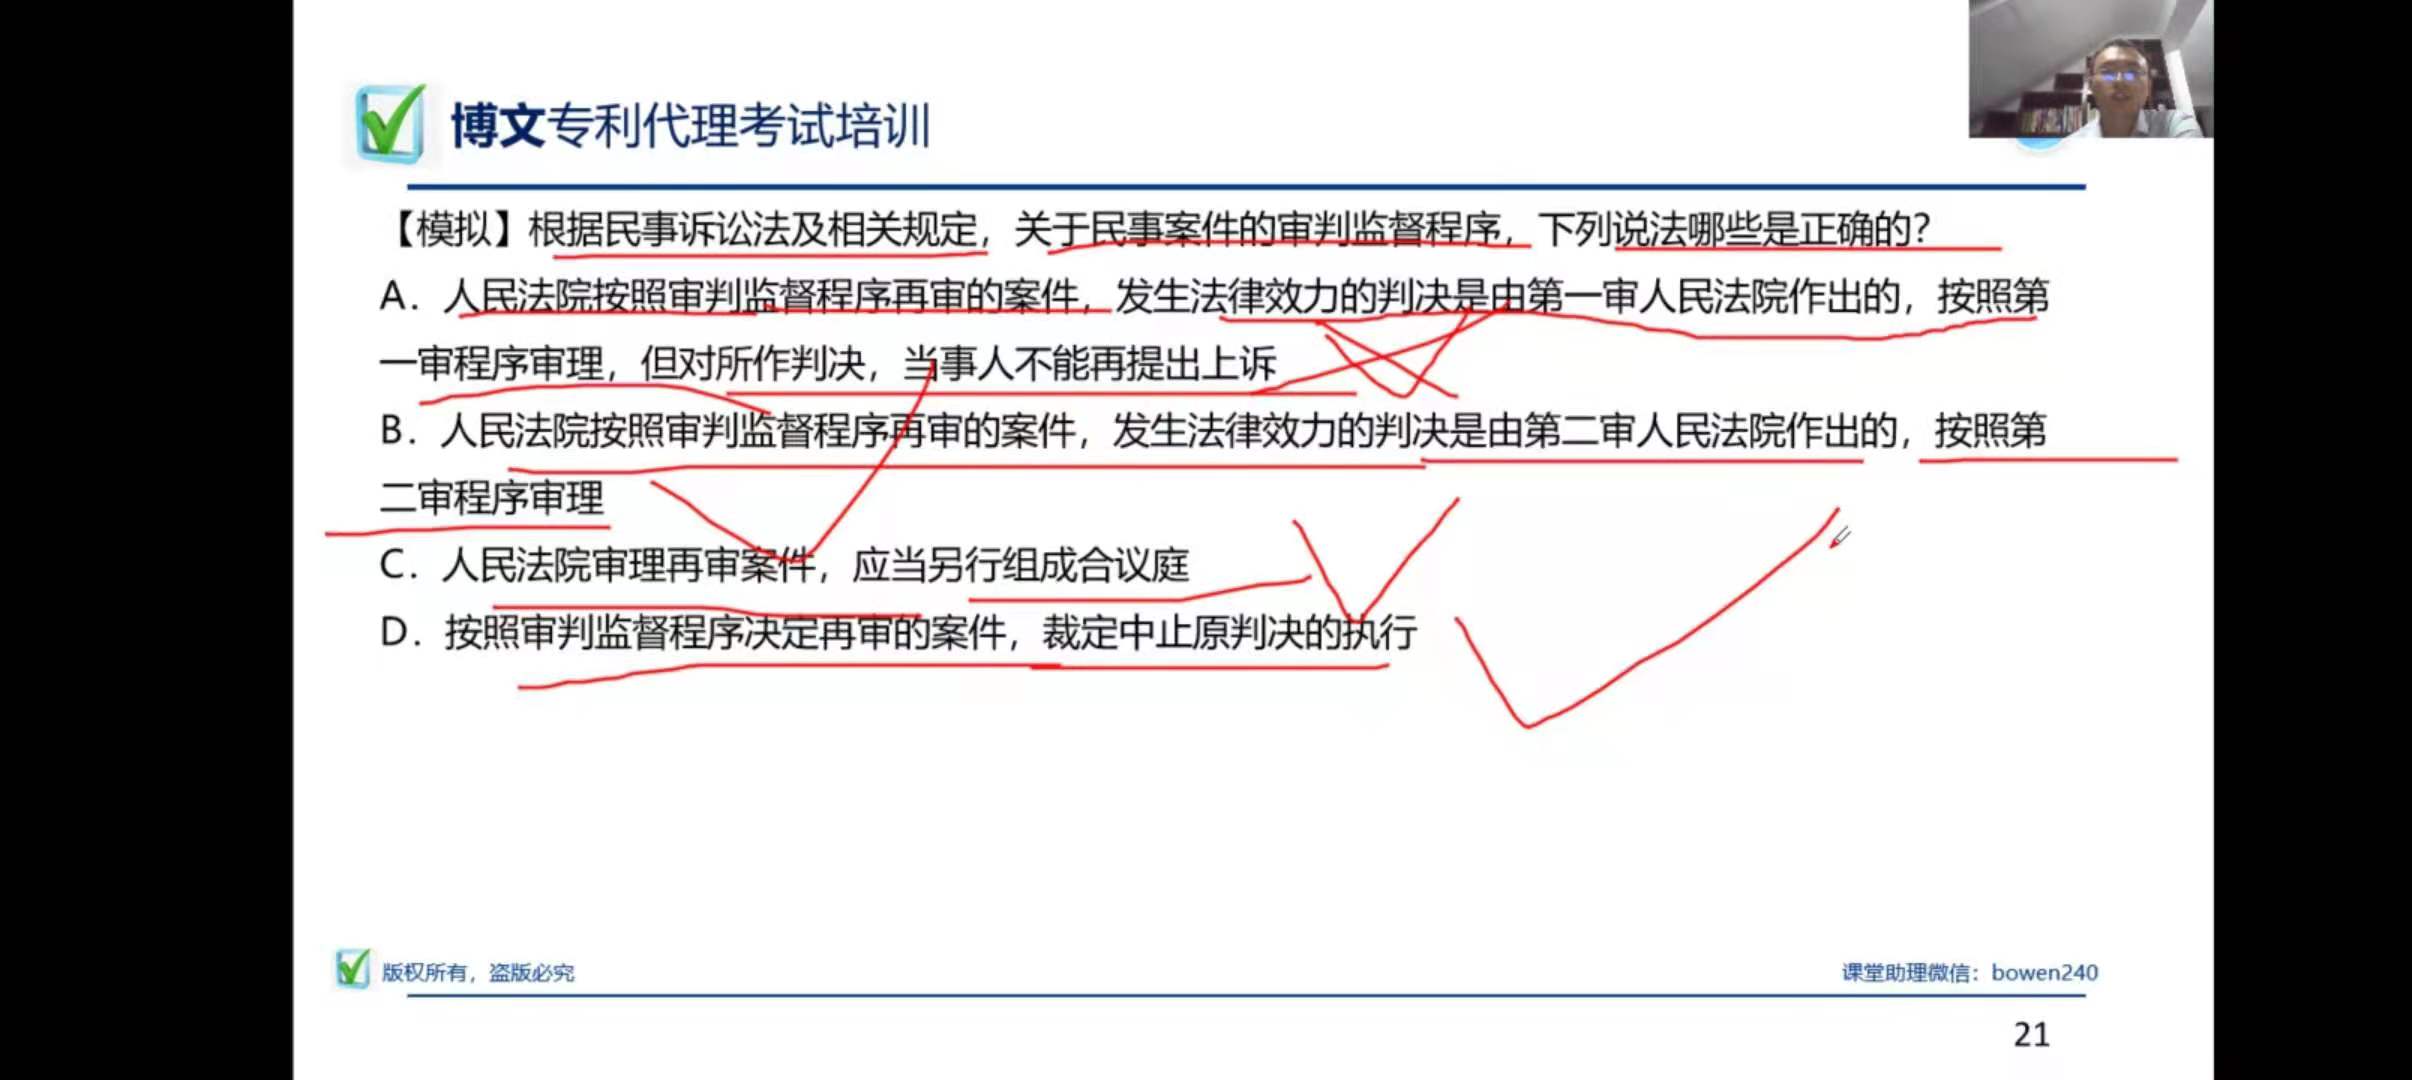 博文专利代理考试培训
【模拟】根据民事诉讼法及相关规定，关于民事案件的审判监督程序，下列说法哪些是正确的？
A．人民法院按照审判监督程序再审的案件，发生法律效力的判决是由第一审人民法院作出的，按照第
一审程序审理，但对所作判决，当事人不能再提出上诉
B．人民法院按照审判监督程序再审的案件，发生法律效力的判决是由第二审人民法院作出的，按照第
二审程序审理
C．人民法院审理再审案件，应当另行组成合议庭
D．按照审判监督程序决定再审的案件，裁定中止原判决的执行
版权所有，盗版必究
课堂助理微信：bowen240
21